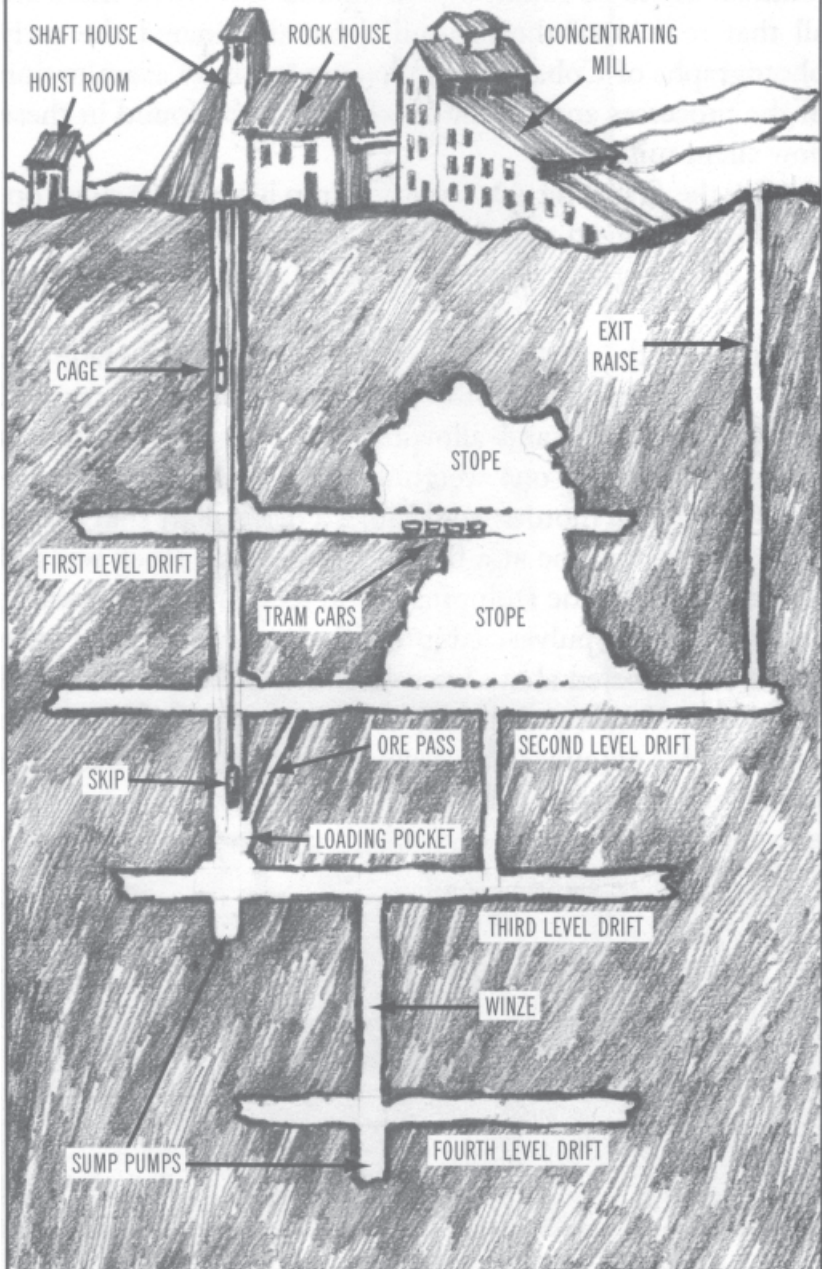 SHAFT HOUSE
ROCK HOUSE
CONCENTRATING
MILL
HOIST ROOM
EXIT
RAISE
CAGE
STOPE
FIRST LEVEL DRIFT
TRAM CARS
STOPE
ORE PASS
SECOND LEVEL DRIFT
SKIP
LOADING POCKET
THIRD LEVEL DRIFT
WINZE
FOURTH LEVEL DRIFT
SUMP PUMPS